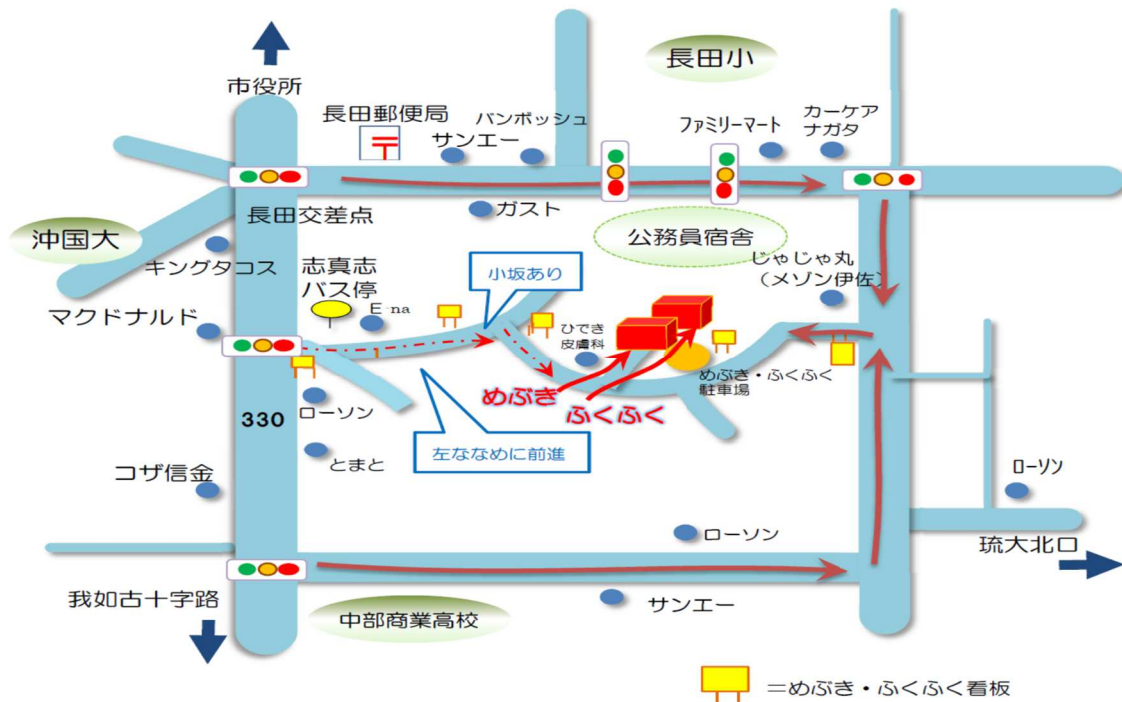 市役所
長田小
長田郵便局
サンエー
バンボッシュ
ファミリーマート
カーケア
ナガタ
長田交差点
ガスト
公務員宿舎
沖国大
キングタコス
志真志
バス停
小坂あり
じゃじゃ丸
(メゾン伊佐)
E-na
マクドナルド
ひでき
皮膚科
めぶき・ふくふく
駐車場
めぶき
ふくふく
ローソン
330
左ななめに前進
とまと
コザ信金
ローソン
ローソン
琉大北口
我如古十字路
サンエー
中部商業高校
=めぶき・ふくふく看板